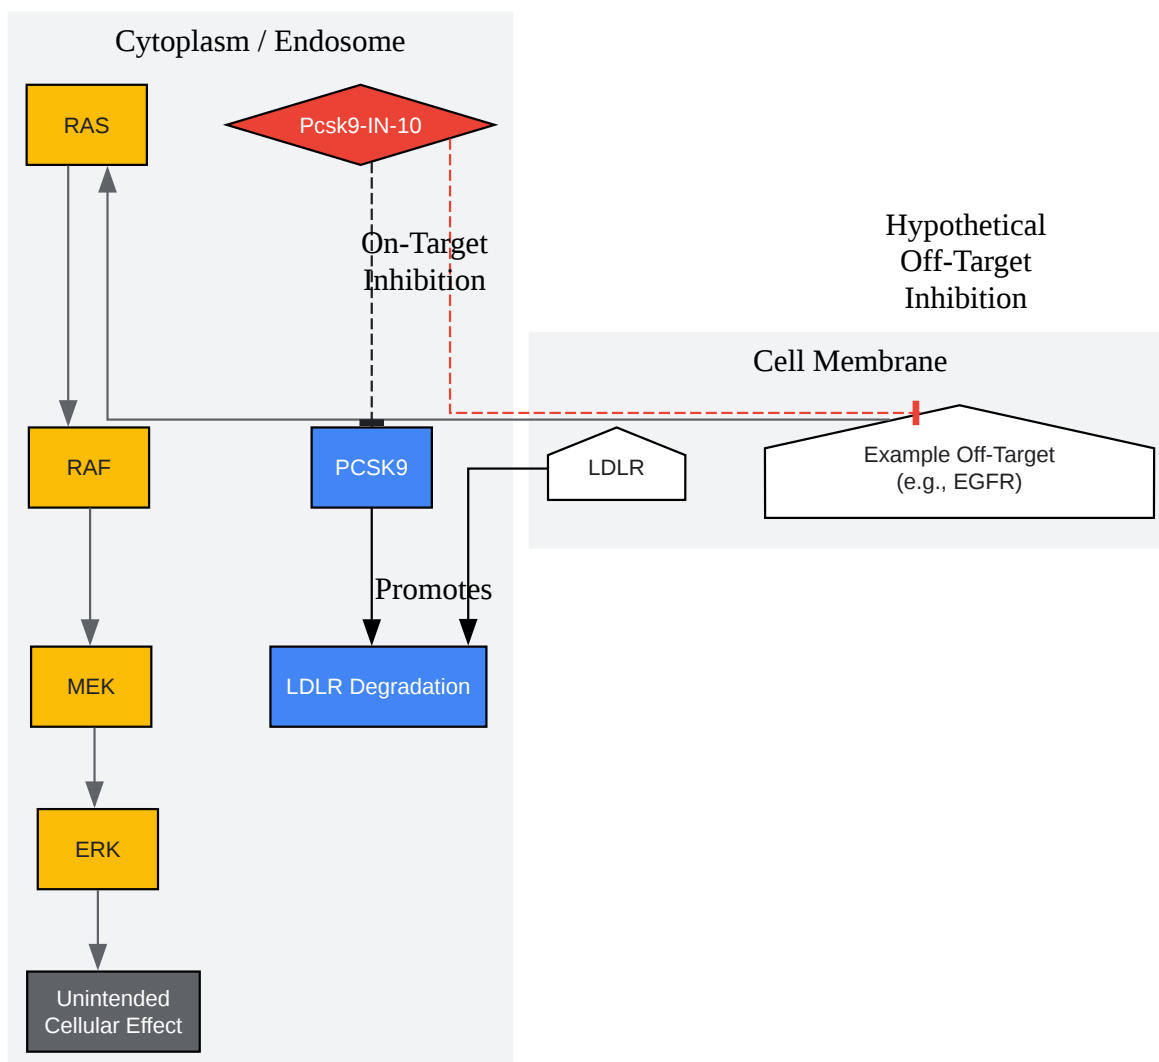 Cytoplasm / Endosome
RAS
Pcsk9-IN-10
On-Target
Inhibition
Hypothetical
Off-Target
Inhibition
Cell Membrane
RAF
PCSK9
LDLR
Example Off-Target
(e.g., EGFR)
Promotes
MEK
LDLR Degradation
ERK
Unintended
Cellular Effect